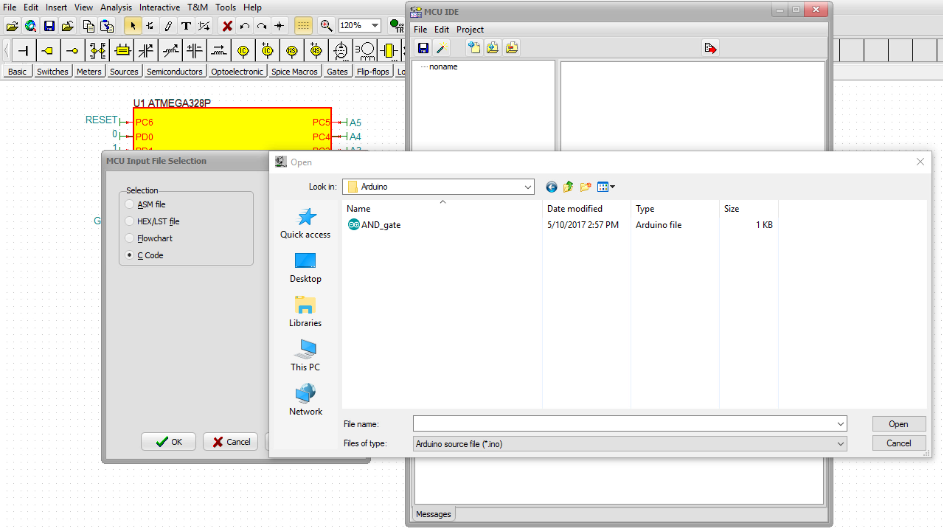 File Edit Insert View Analysis Interactive T&M Tools Help
120%
TR
Basic Switches Meters Sources Semiconductors Optoelectronic Spice Macros Gates Flip-flops Lo
U1 ATMEGA328P
RESET PC6 PC5 A5
0 PD0 PC4 A4
MCU IDE
File Edit Project
noname
Messages
MCU Input File Selection
Selection
ASM file
HEX/LST file
Flowchart
C Code
OK Cancel
Open
Look in: Arduino
Name Date modified Type Size
AND_gate 5/10/2017 2:57 PM Arduino file 1 KB
Quick access
Desktop
Libraries
This PC
Network
File name: Open
Files of type: Arduino source file (*.ino) Cancel